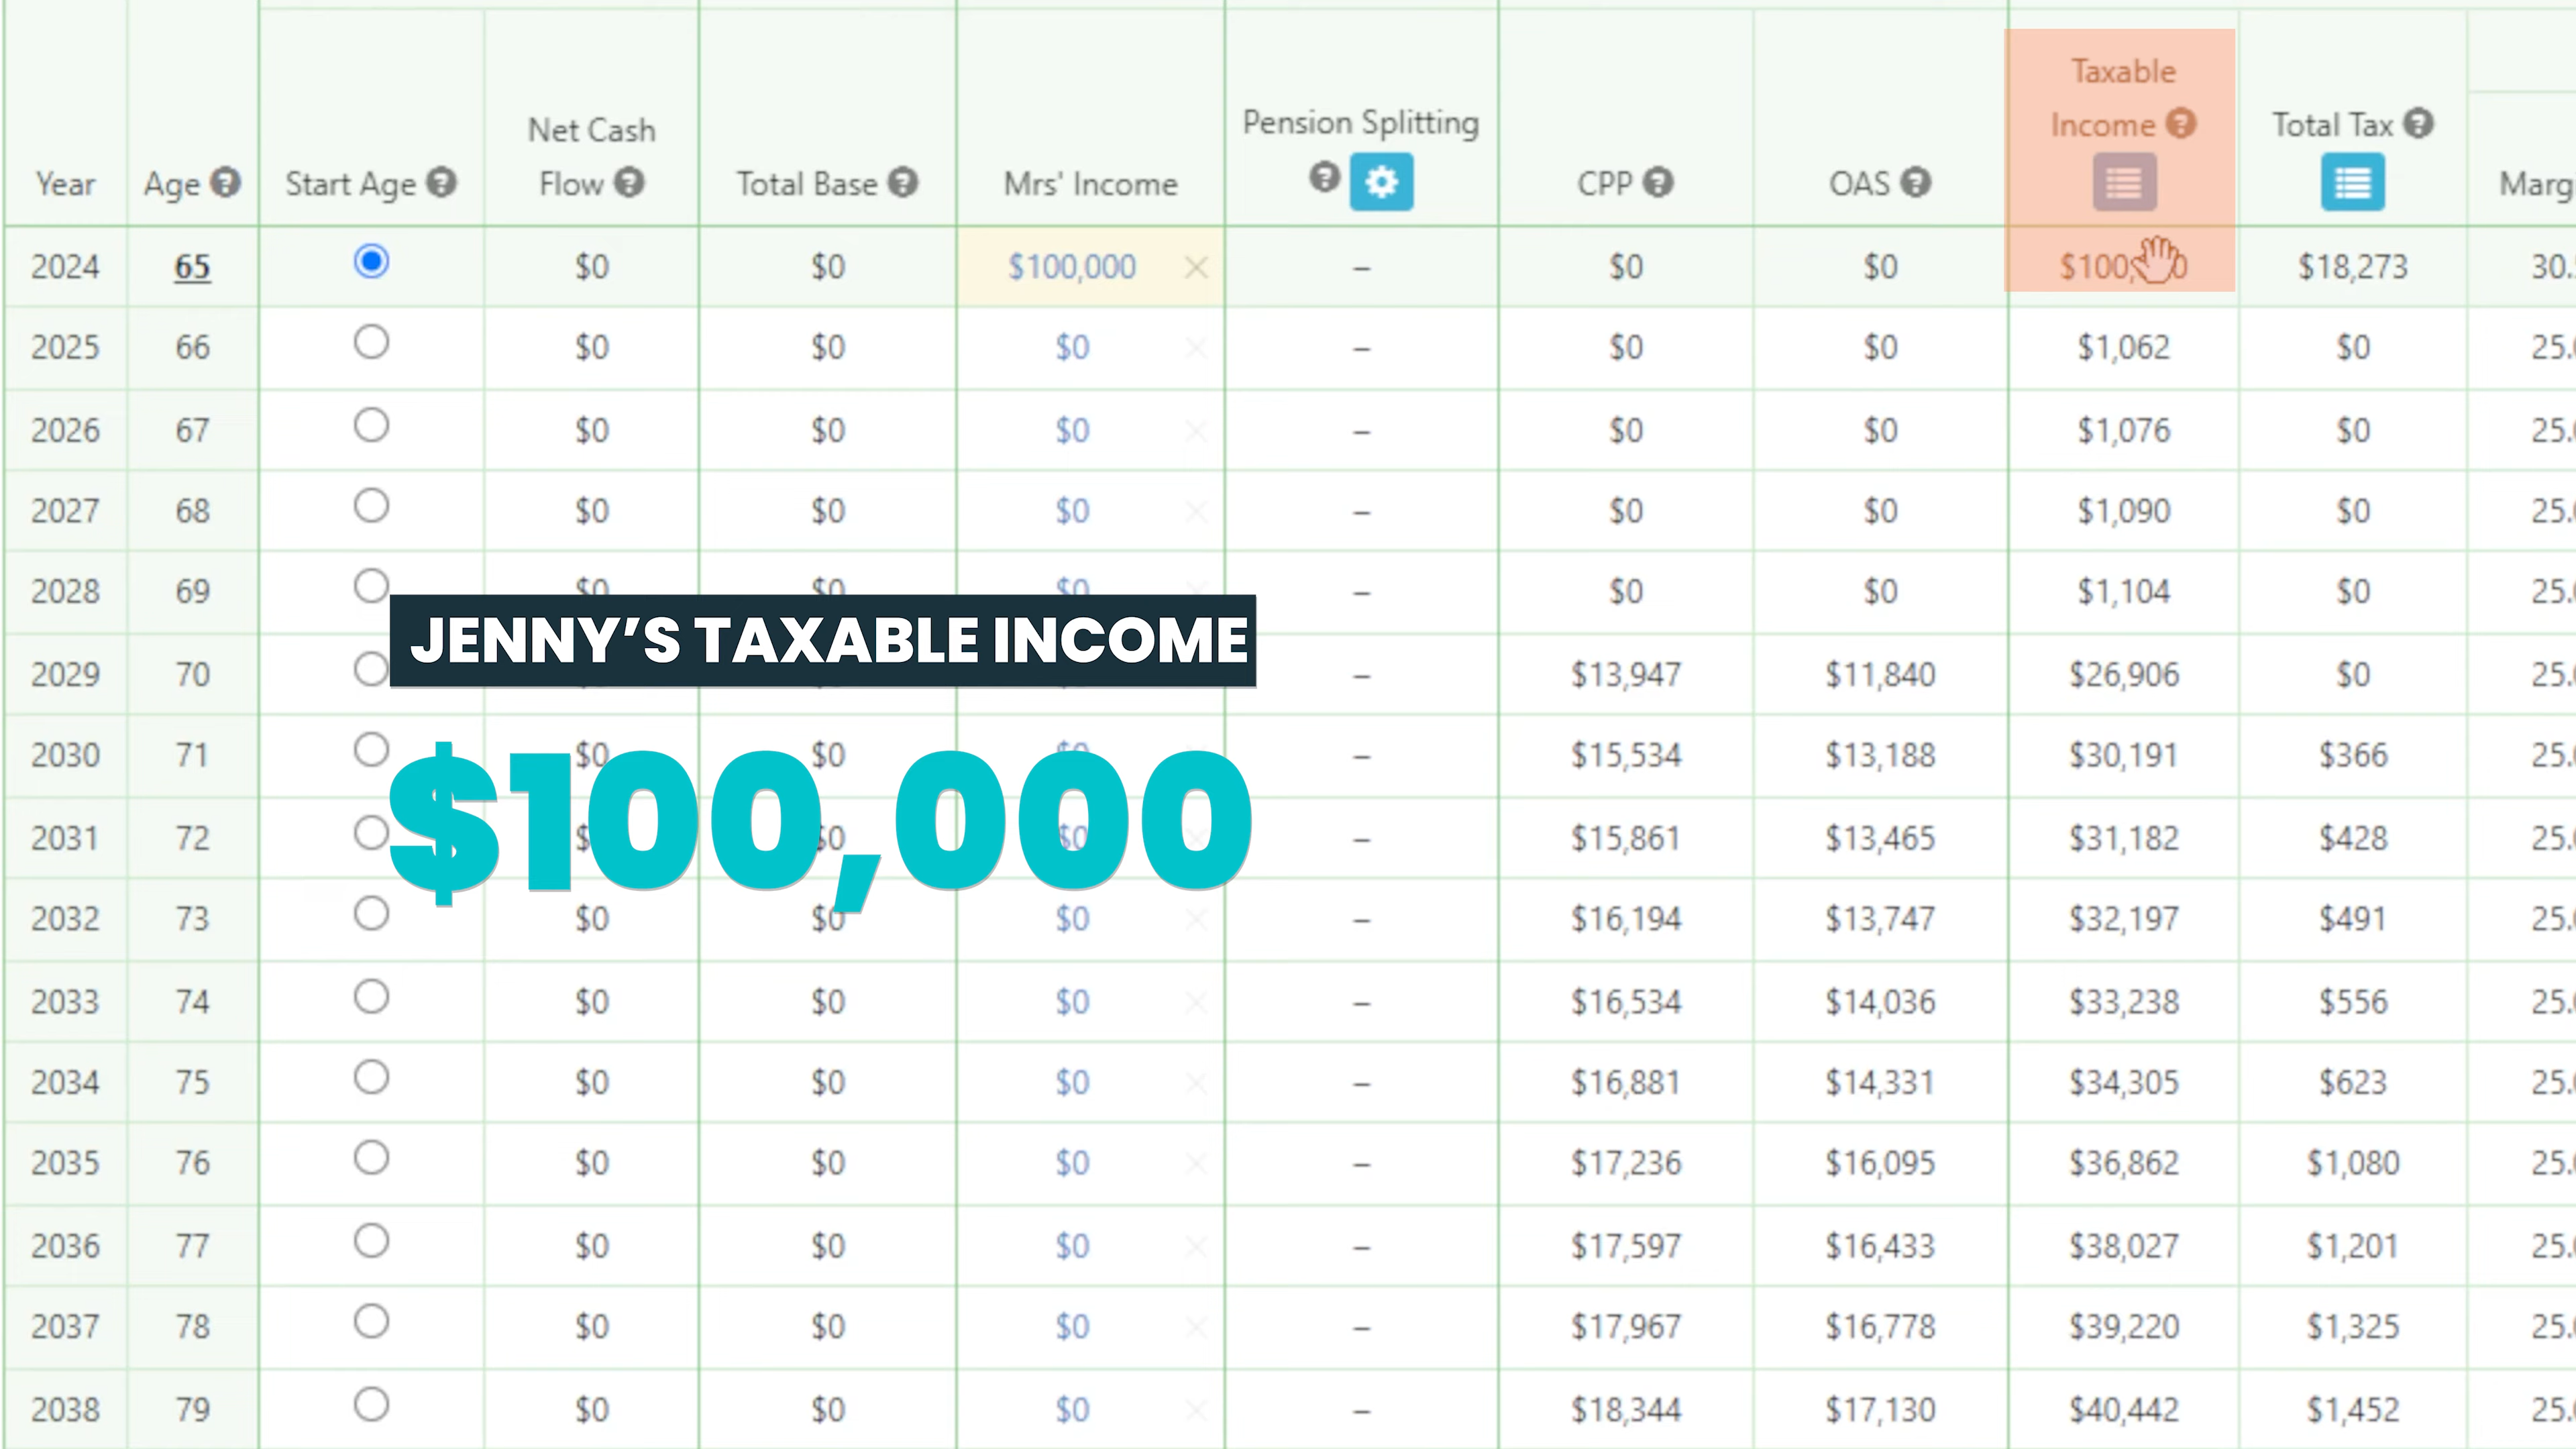 Year Age Start Age Net Cash Flow Total Base Mrs' Income Pension Splitting CPP OAS Taxable Income Total Tax
2024 65 $0 $0 $100,000 × – $0 $0 $18,273
2025 66 $0 $0 $0 × – $0 $0 $1,062 $0
2026 67 $0 $0 $0 × – $0 $0 $1,076 $0
2027 68 $0 $0 $0 × – $0 $0 $1,090 $0
2028 69 $0 $0 $0 × – $0 $0 $1,104 $0
JENNY'S TAXABLE INCOME
2029 70 – $13,947 $11,840 $26,906 $0
2030 71 $0 $0 $0 – $15,534 $13,188 $30,191 $366
$100,000
2031 72 $0 $0 – $15,861 $13,465 $31,182 $428
2032 73 $0 $0 $0 × – $16,194 $13,747 $32,197 $491
2033 74 $0 $0 $0 × – $16,534 $14,036 $33,238 $556
2034 75 $0 $0 $0 × – $16,881 $14,331 $34,305 $623
2035 76 $0 $0 $0 × – $17,236 $16,095 $36,862 $1,080
2036 77 $0 $0 $0 × – $17,597 $16,433 $38,027 $1,201
2037 78 $0 $0 $0 × – $17,967 $16,778 $39,220 $1,325
2038 79 $0 $0 $0 × – $18,344 $17,130 $40,442 $1,452